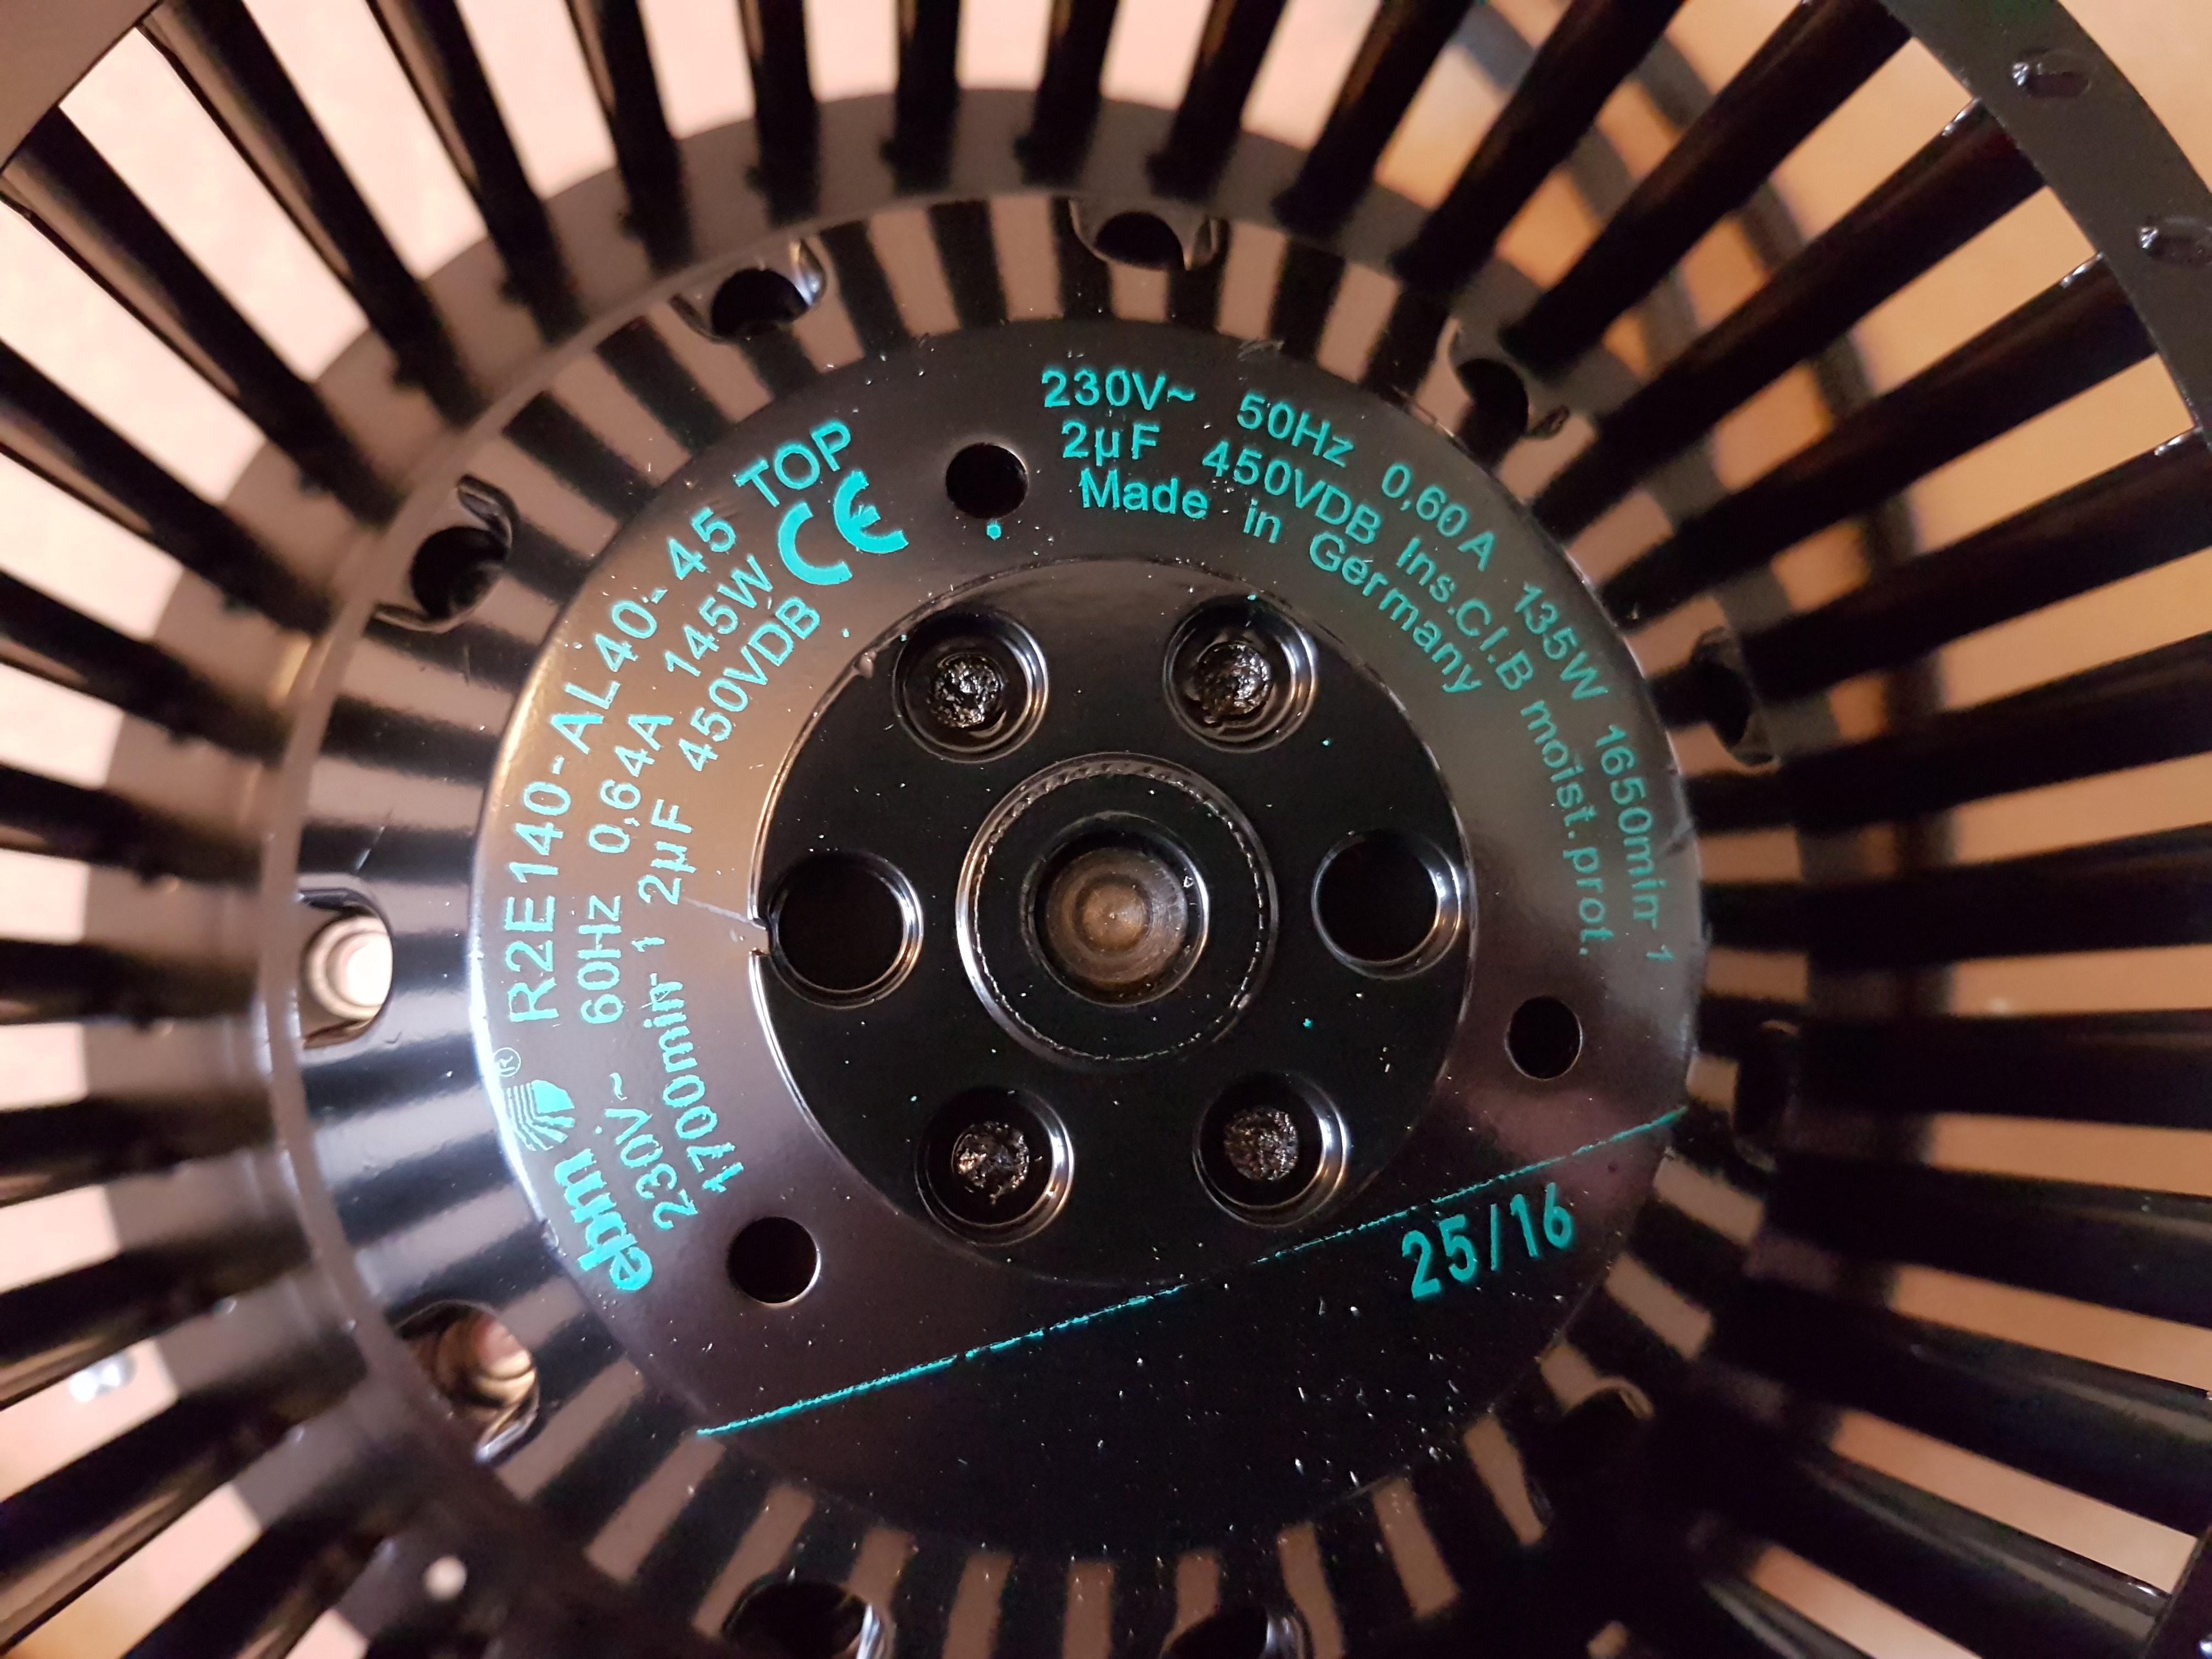 ebm ® R2E140-AL40-45 TOP
230V~ 60Hz 0,64A 145W CE
1700min-1 2µF 450VDB
230V~ 50Hz 0,60A 135W 1650min-1
2µF 450VDB Ins.Cl.B moist.prot.
Made in Germany
25/16